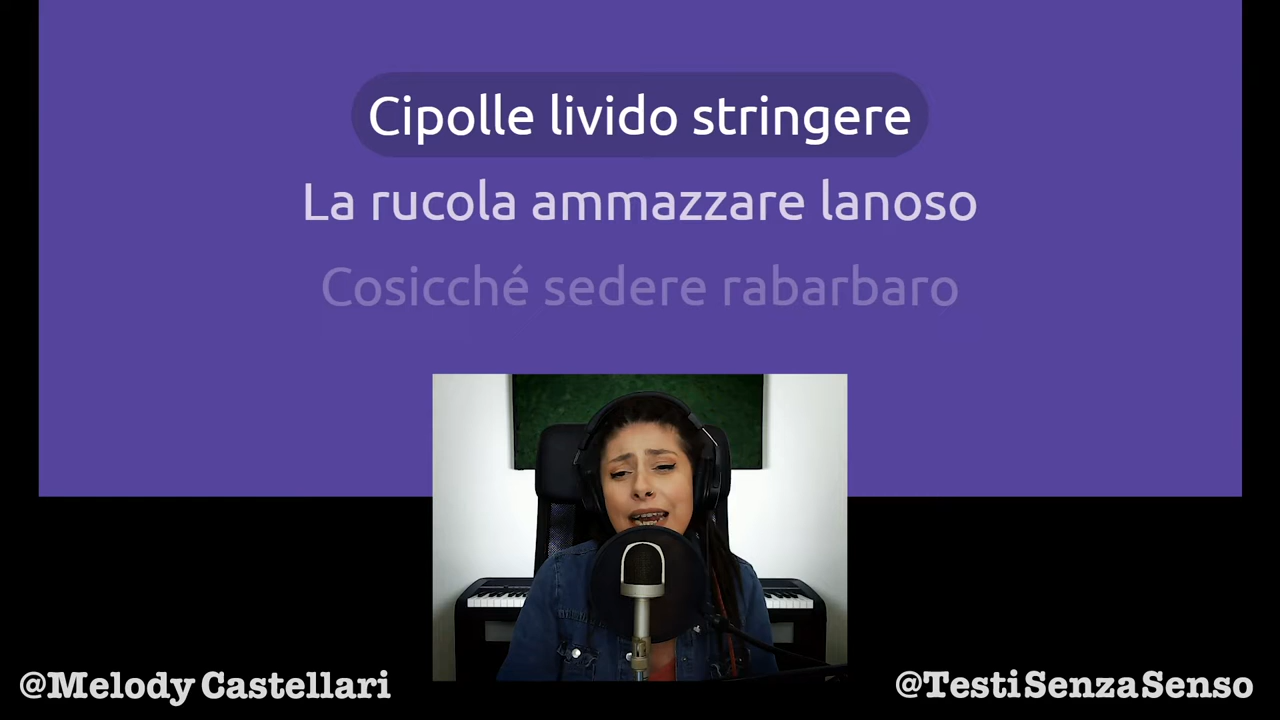 Cipolle livido stringere
La rucola ammazzare lanoso
Cosicché sedere rabarbaro
@Melody Castellari
@TestiSenzaSenso